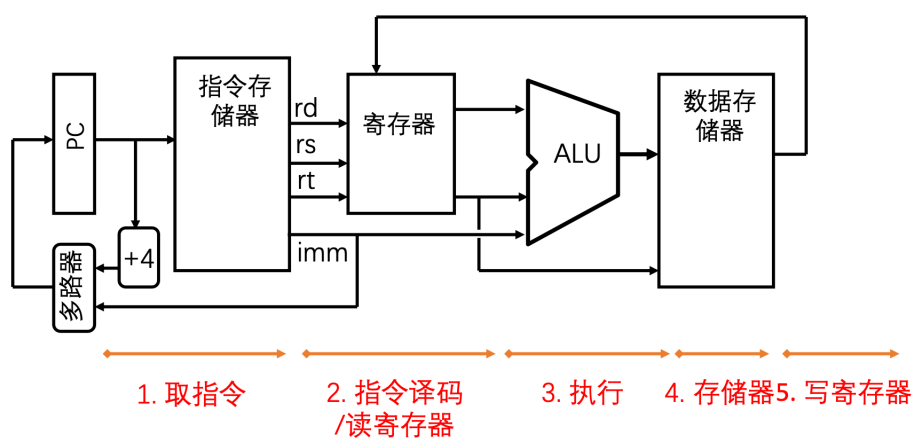 指令存
储器
PC
rd
rs
rt
imm
寄存器
ALU
数据存
储器
+4
多路器
1. 取指令
2. 指令译码
/读寄存器
3. 执行
4. 存储器
5. 写寄存器